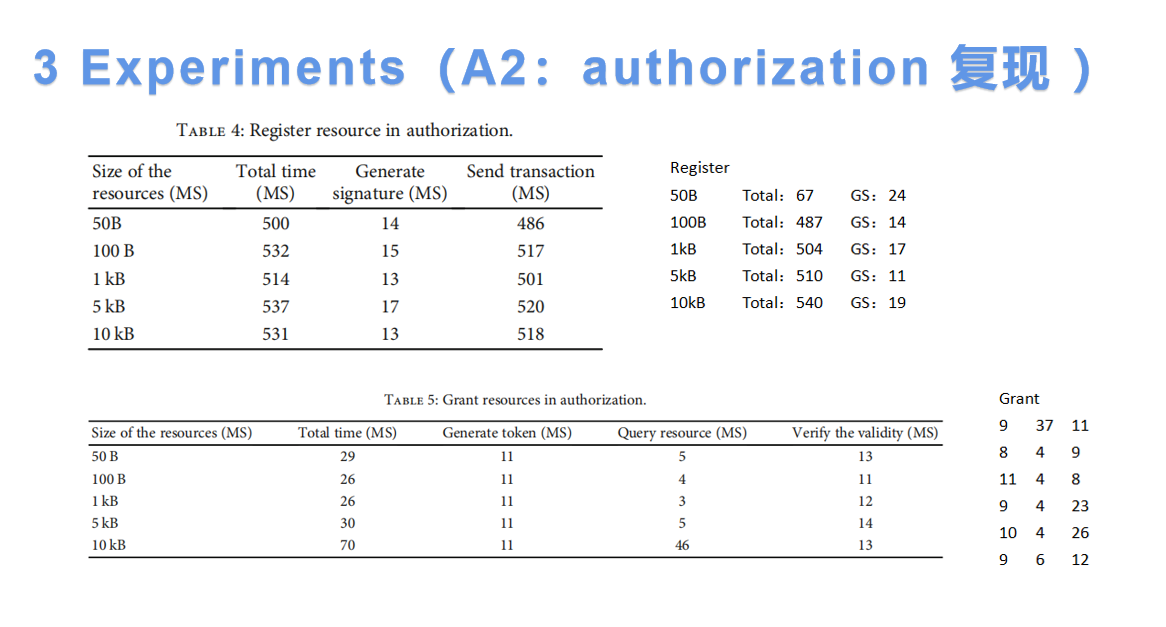 3 Experiments（A2：authorization 复现 ）
TABLE 4: Register resource in authorization.
Size of the resources (MS) Total time (MS) Generate signature (MS) Send transaction (MS)
50B 500 14 486
100 B 532 15 517
1 kB 514 13 501
5 kB 537 17 520
10 kB 531 13 518
Register
50B Total：67 GS：24
100B Total：487 GS：14
1kB Total：504 GS：17
5kB Total：510 GS：11
10kB Total：540 GS：19
TABLE 5: Grant resources in authorization.
Size of the resources (MS) Total time (MS) Generate token (MS) Query resource (MS) Verify the validity (MS)
50 B 29 11 5 13
100 B 26 11 4 11
1 kB 26 11 3 12
5 kB 30 11 5 14
10 kB 70 11 46 13
Grant
9 37 11
8 4 9
11 4 8
9 4 23
10 4 26
9 6 12